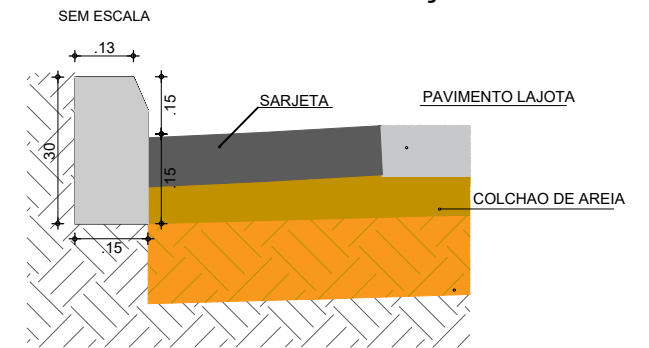 SEM ESCALA
.13
.15
SARJETA
PAVIMENTO LAJOTA
30
.15
COLCHAO DE AREIA
.15